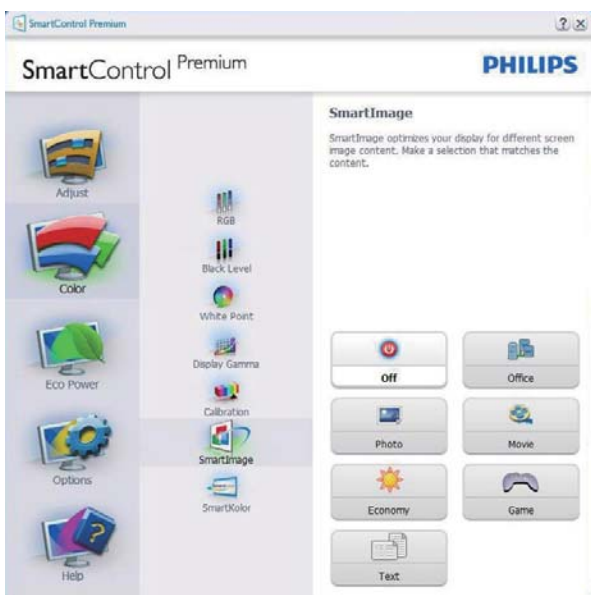 SmartControl Premium
SmartControl Premium
PHILIPS
Adjust
Color
Eco Power
Options
Help
RGB
Black Level
White Point
Display Gamma
Calibration
SmartImage
SmartKolor
SmartImage
SmartImage optimizes your display for different screen
image content. Make a selection that matches the
content.
Off
Office
Photo
Movie
Economy
Game
Text